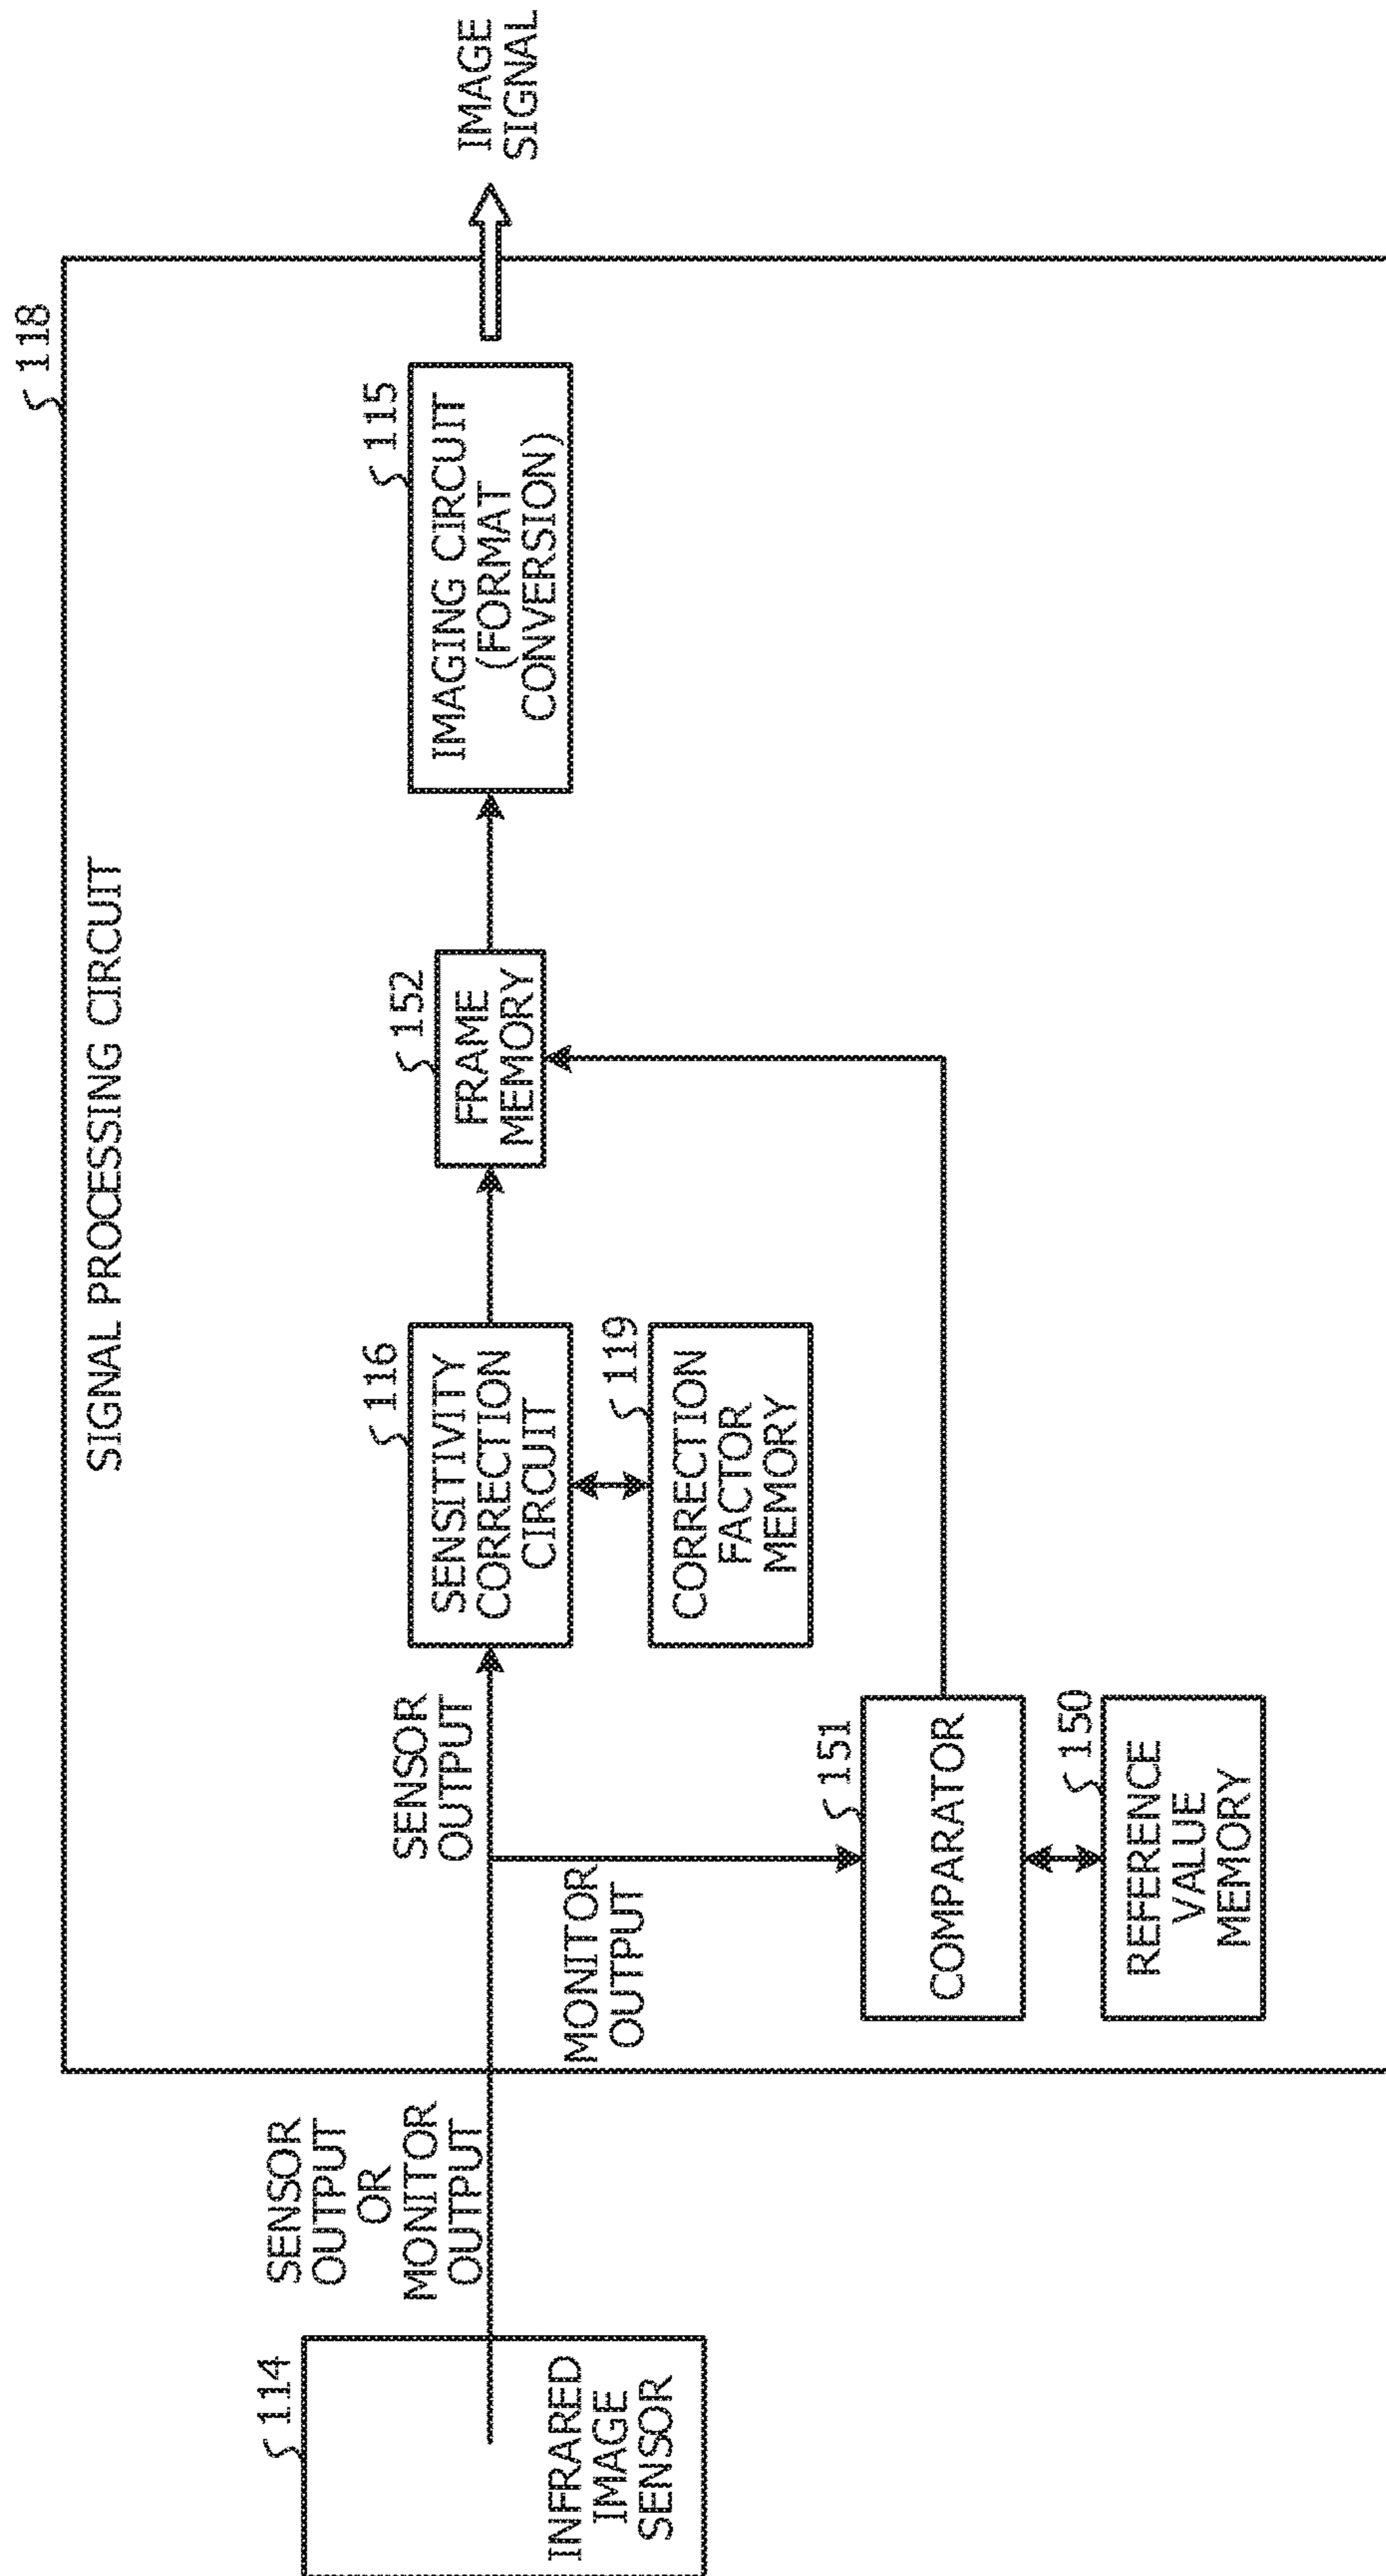 118
SIGNAL PROCESSING CIRCUIT
114
INFRARED
IMAGE
SENSOR
SENSOR
OUTPUT
OR
MONITOR
OUTPUT
SENSOR
OUTPUT
MONITOR
OUTPUT
116
SENSITIVITY
CORRECTION
CIRCUIT
119
CORRECTION
FACTOR
MEMORY
151
COMPARATOR
150
REFERENCE
VALUE
MEMORY
152
FRAME
MEMORY
115
IMAGING CIRCUIT
(FORMAT
CONVERSION)
IMAGE
SIGNAL